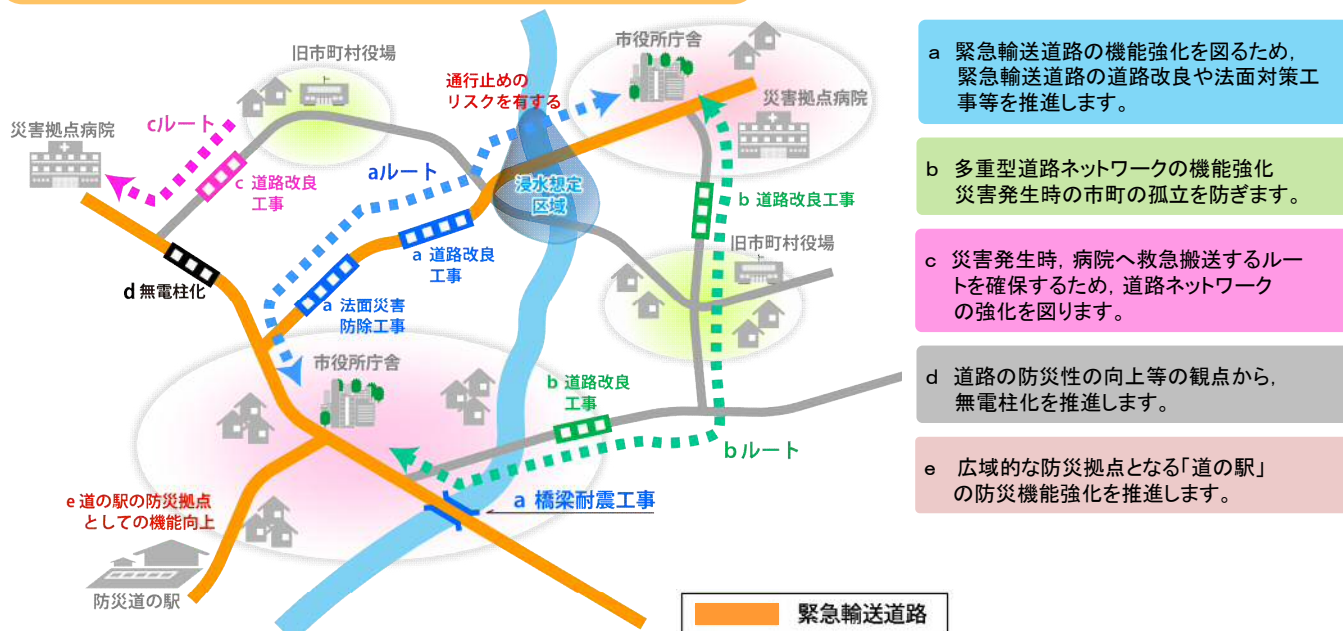 旧市町村役場
市役所庁舎
通行止めの
リスクを有する
災害拠点病院
災害拠点病院
cルート
aルート
c 道路改良
工事
浸水想定
区域
b 道路改良工事
旧市町村役場
a 道路改良
工事
d 無電柱化
a 法面災害
防除工事
市役所庁舎
b 道路改良
工事
bルート
e 道の駅の防災拠点
としての機能向上
a 橋梁耐震工事
防災道の駅
緊急輸送道路
a 緊急輸送道路の機能強化を図るため,
緊急輸送道路の道路改良や法面対策工
事等を推進します。
b 多重型道路ネットワークの機能強化
災害発生時の市町の孤立を防ぎます。
c 災害発生時, 病院へ救急搬送するルー
トを確保するため, 道路ネットワーク
の強化を図ります。
d 道路の防災性の向上等の観点から,
無電柱化を推進します。
e 広域的な防災拠点となる「道の駅」
の防災機能強化を推進します。